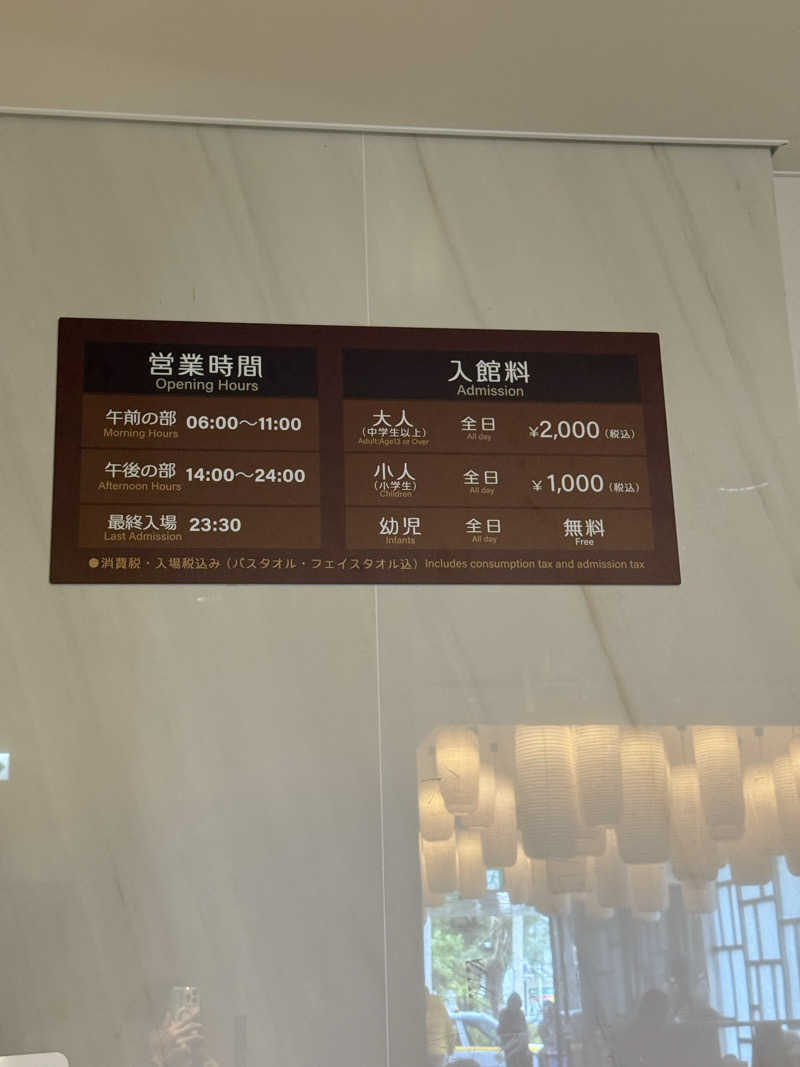 営業時間
Opening Hours
午前の部 06:00～11:00
Morning Hours
午後の部 14:00～24:00
Afternoon Hours
最終入場 23:30
Last Admission
入館料
Admission
大人 全日 ¥2,000(税込)
(中学生以上) All day
Adult:Age13 or Over
小人 全日 ¥1,000(税込)
(小学生) All day
Children
幼児 全日 無料
Infants All day Free
●消費税・入場税込み(バスタオル・フェイスタオル込) Includes consumption tax and admission tax